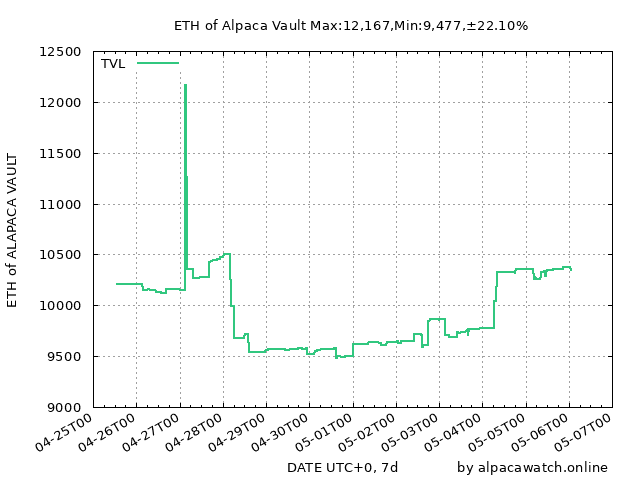 ETH of Alpaca Vault Max:12,167,Min:9,477,±22.10%
TVL
12500
12000
11500
11000
10500
10000
9500
9000
ETH of ALAPACA VAULT
04-25T00
04-26T00
04-27T00
04-28T00
04-29T00
04-30T00
05-01T00
05-02T00
05-03T00
05-04T00
05-05T00
05-06T00
05-07T00
DATE UTC+0, 7d
by alpacawatch.online